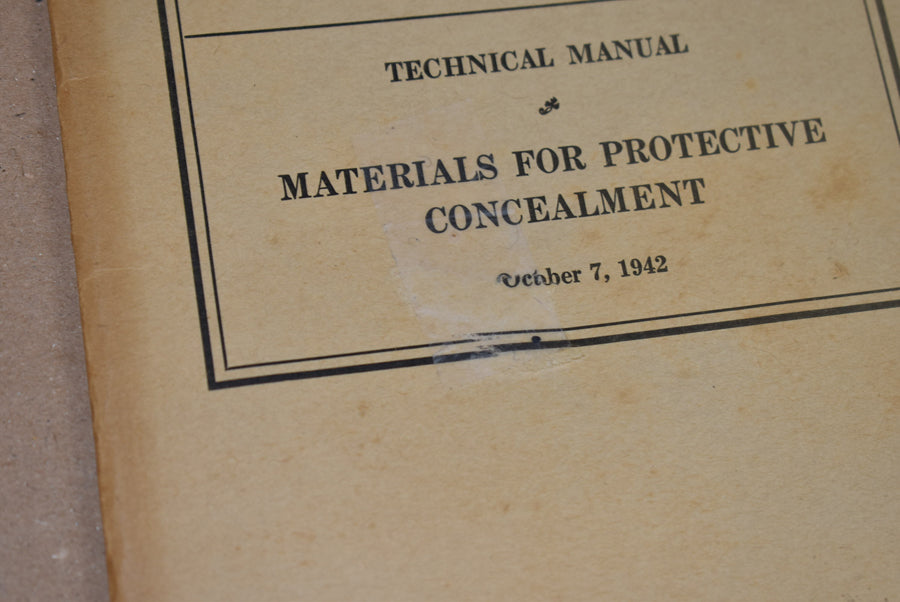 TECHNICAL MANUAL
MATERIALS FOR PROTECTIVE
CONCEALMENT
October 7, 1942